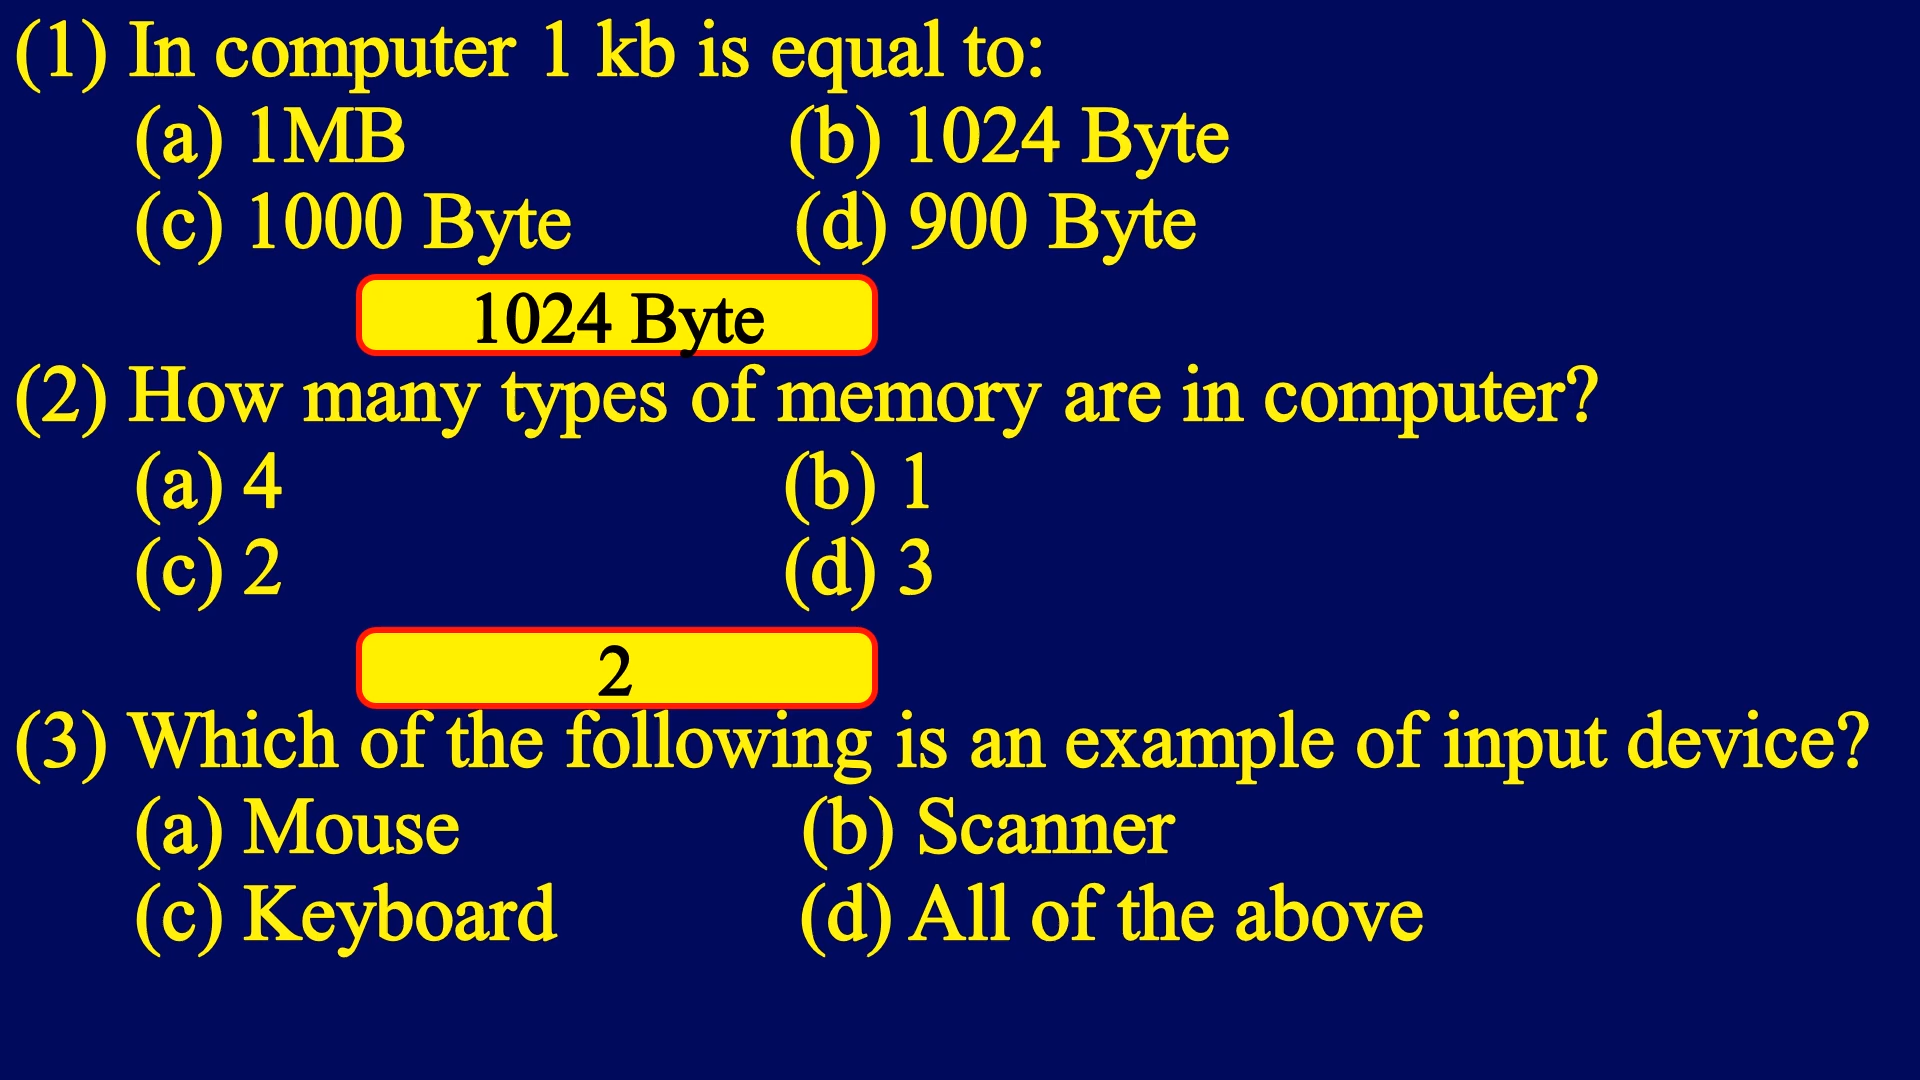 (1) In computer 1 kb is equal to:
(a) 1MB (b) 1024 Byte
(c) 1000 Byte (d) 900 Byte
1024 Byte
(2) How many types of memory are in computer?
(a) 4 (b) 1
(c) 2 (d) 3
2
(3) Which of the following is an example of input device?
(a) Mouse (b) Scanner
(c) Keyboard (d) All of the above